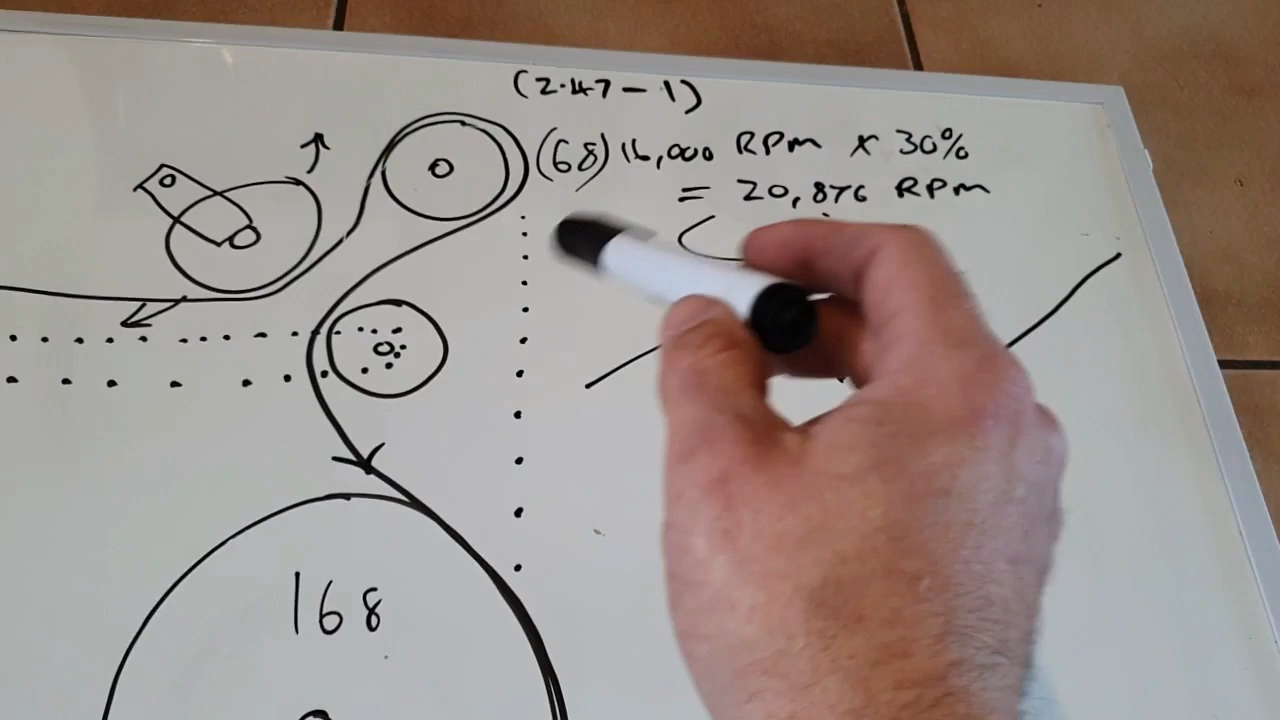 (2.47-1)
(68) 16,000 RPM x 30%
= 20,876 RPM
168